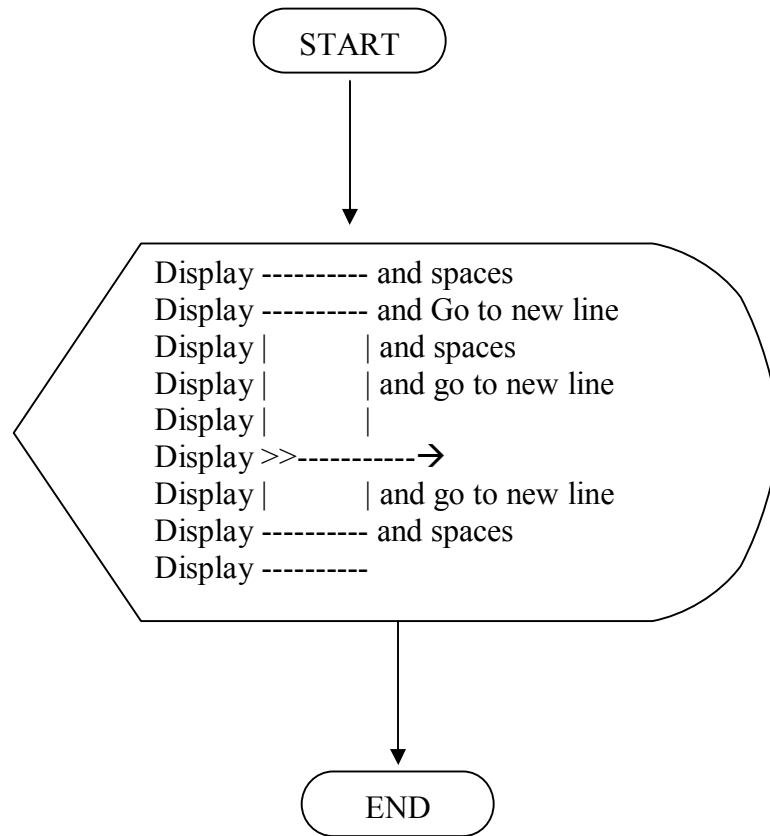 START
Display ---------- and spaces
Display ---------- and Go to new line
Display |          | and spaces
Display |          | and go to new line
Display |          |
Display >>-----------→
Display |          | and go to new line
Display ---------- and spaces
Display ----------
END